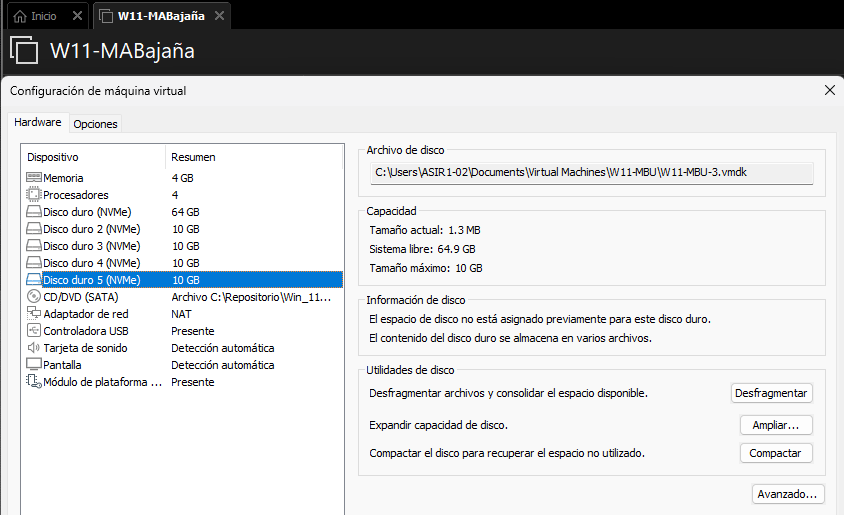 Inicio
W11-MABajaña
W11-MABajaña
Configuración de máquina virtual
Hardware
Opciones
Dispositivo Resumen
Memoria 4 GB
Procesadores 4
Disco duro (NVMe) 64 GB
Disco duro 2 (NVMe) 10 GB
Disco duro 3 (NVMe) 10 GB
Disco duro 4 (NVMe) 10 GB
Disco duro 5 (NVMe) 10 GB
CD/DVD (SATA) Archivo C:\Repositorio\Win_11...
Adaptador de red NAT
Controladora USB Presente
Tarjeta de sonido Detección automática
Pantalla Detección automática
Módulo de plataforma ... Presente
Archivo de disco
C:\Users\ASIR1-02\Documents\Virtual Machines\W11-MBU\W11-MBU-3.vmdk
Capacidad
Tamaño actual: 1.3 MB
Sistema libre: 64.9 GB
Tamaño máximo: 10 GB
Información de disco
El espacio de disco no está asignado previamente para este disco duro.
El contenido del disco duro se almacena en varios archivos.
Utilidades de disco
Desfragmentar archivos y consolidar el espacio disponible.
Desfragmentar
Expandir capacidad de disco.
Ampliar...
Compactar el disco para recuperar el espacio no utilizado.
Compactar
Avanzado...